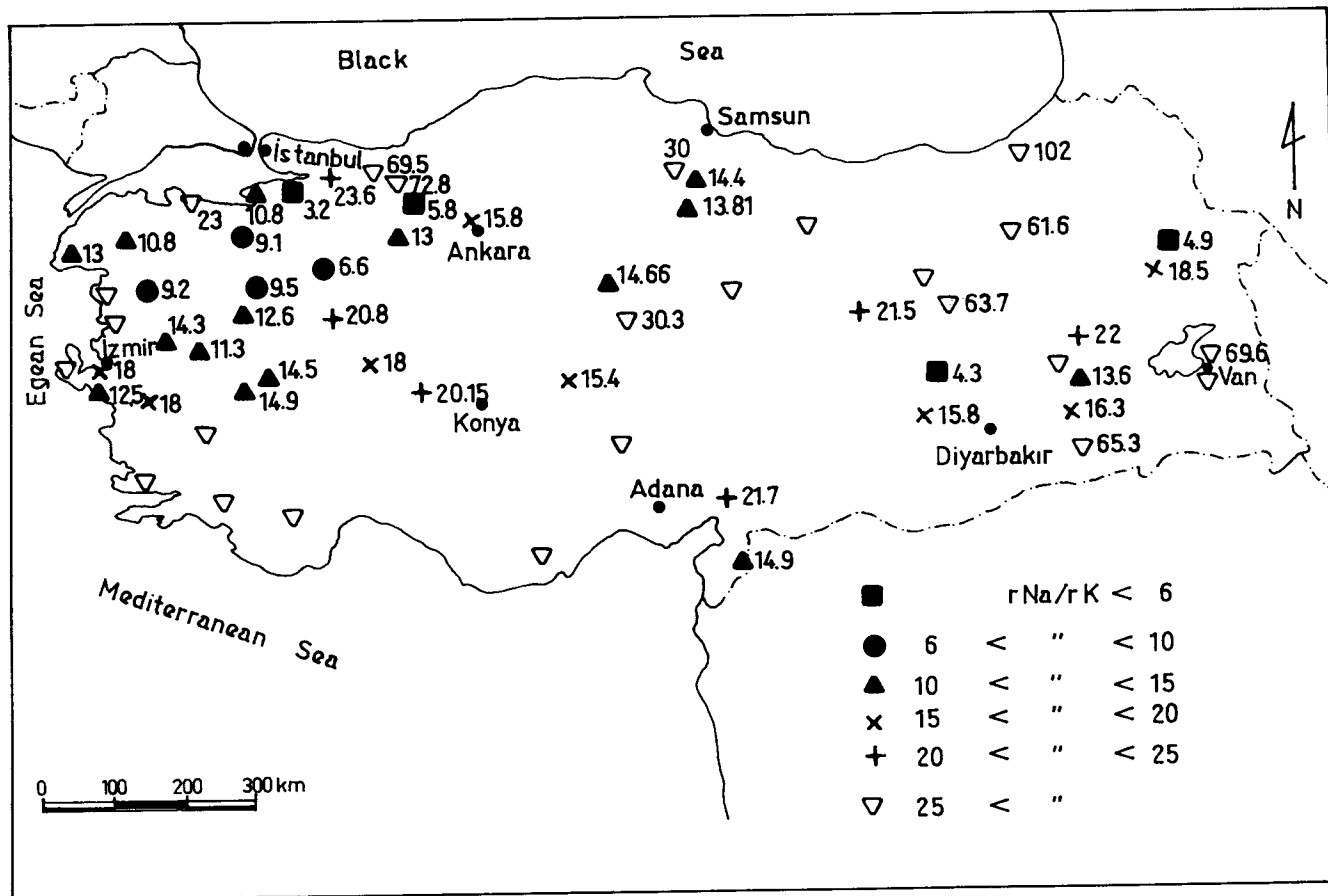 Black Sea
Samsun
İstanbul
69.5
30
102
23.6
72.8
14.4
23
10.8
3.2
5.8
15.8
13.81
Ankara
61.6
N
13
10.8
9.1
13
4.9
18.5
6.6
14.66
9.2
9.5
12.6
20.8
30.3
21.5
63.7
22
14.3
11.3
Egean Sea
İzmir
18
14.5
18
15.4
4.3
13.6
69.6
Van
125
18
14.9
20.15
Konya
15.8
16.3
Diyarbakır
65.3
Adana
21.7
14.9
Mediterranean Sea
rNa/rK < 6
6 < " < 10
10 < " < 15
15 < " < 20
20 < " < 25
25 < "
0 100 200 300 km